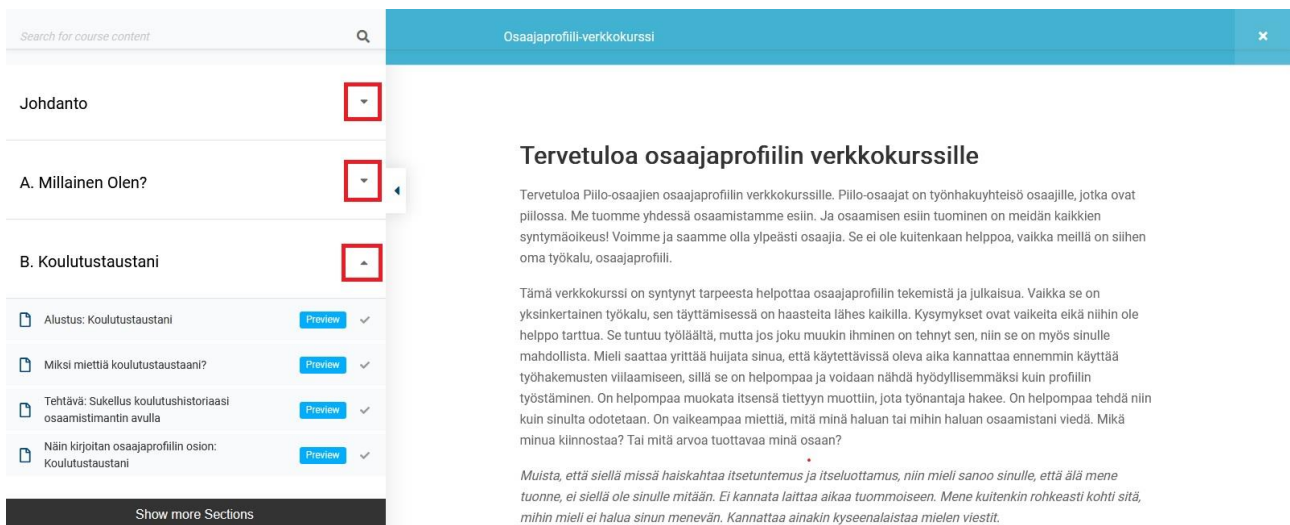 Search for course content
Osaajaprofiili-verkkokurssi
×
Johdanto
A. Millainen Olen?
B. Koulutustaustani
Alustus: Koulutustaustani
Preview
Miksi miettiä koulutustaustaani?
Preview
Tehtävä: Sukellus koulutushistoriaasi
osaamistimantin avulla
Preview
Näin kirjoitan osaajaprofiilin osion:
Koulutustaustani
Preview
Show more Sections
Tervetuloa osaajaprofiilin verkkokurssille
Tervetuloa Piilo-osaajien osaajaprofiilin verkkokurssille. Piilo-osaajat on työnhakuyhteisö osaajille, jotka ovat
piilossa. Me tuomme yhdessä osaamistamme esiin. Ja osaamisen esiin tuominen on meidän kaikkien
syntymäoikeus! Voimme ja saamme olla ylpeästi osaajia. Se ei ole kuitenkaan helppoa, vaikka meillä on siihen
oma työkalu, osaajaprofiili.
Tämä verkkokurssi on syntynyt tarpeesta helpottaa osaajaprofiilin tekemistä ja julkaisua. Vaikka se on
yksinkertainen työkalu, sen täyttämisessä on haasteita lähes kaikilla. Kysymykset ovat vaikeita eikä niihin ole
helppo tarttua. Se tuntuu työläältä, mutta jos joku muukin ihminen on tehnyt sen, niin se on myös sinulle
mahdollista. Mieli saattaa yrittää huijata sinua, että käytettävissä oleva aika kannattaa ennemmin käyttää
työhakemusten viilaamiseen, sillä se on helpompaa ja voidaan nähdä hyödyllisemmäksi kuin profiilin
työstäminen. On helpompaa muokata itsensä tiettyyn muottiin, jota työnantaja hakee. On helpompaa tehdä niin
kuin sinulta odotetaan. On vaikeampaa miettiä, mitä minä haluan tai mihin haluan osaamistani viedä. Mikä
minua kiinnostaa? Tai mitä arvoa tuottavaa minä osaan?
Muista, että siellä missä haiskahtaa itsetuntemus ja itseluottamus, niin mieli sanoo sinulle, että älä mene
tuonne, ei siellä ole sinulle mitään. Ei kannata laittaa aikaa tuommoiseen. Mene kuitenkin rohkeasti kohti sitä,
mihin mieli ei halua sinun menevän. Kannattaa ainakin kyseenalaistaa mielen viestit.